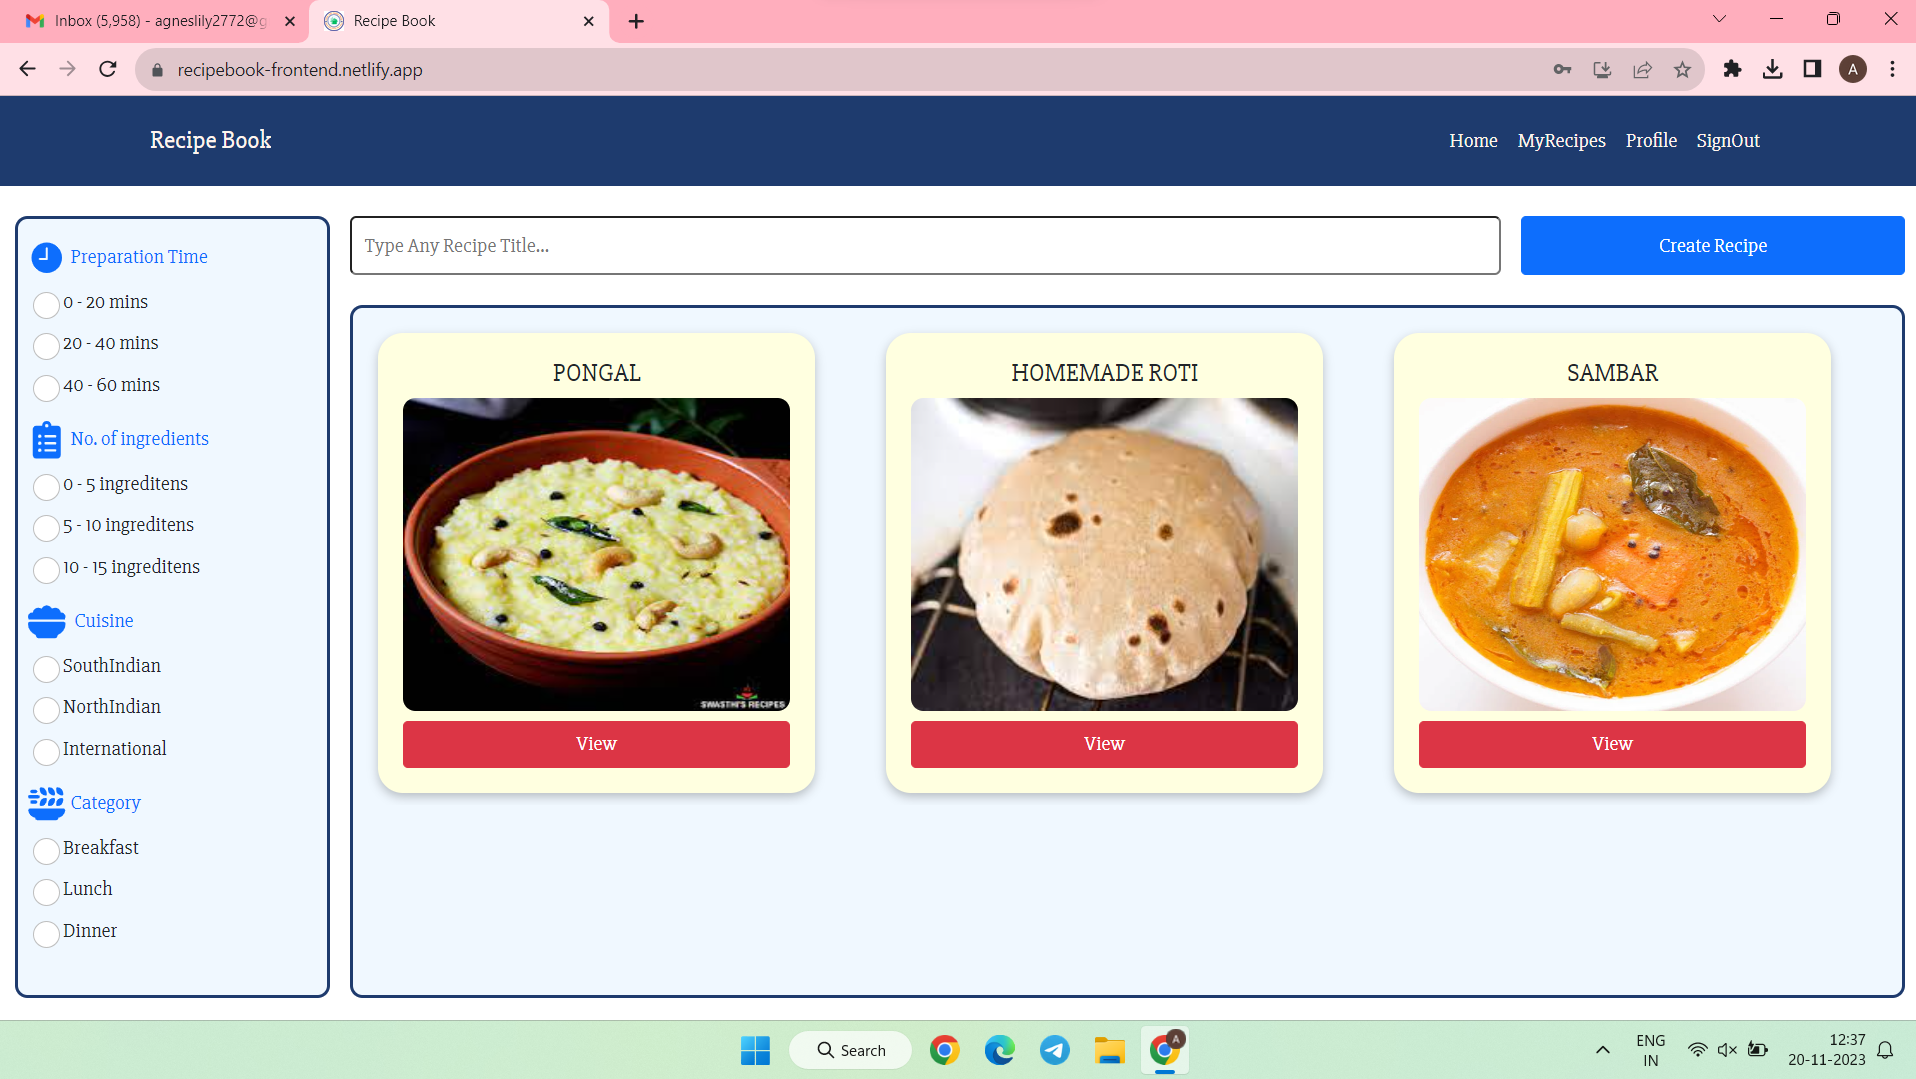 Inbox (5,958) - agneslily2772@g
Recipe Book
recipebook-frontend.netlify.app
A
Recipe Book
Home MyRecipes Profile SignOut
Preparation Time
0 - 20 mins
20 - 40 mins
40 - 60 mins
No. of ingredients
0 - 5 ingreditens
5 - 10 ingreditens
10 - 15 ingreditens
Cuisine
SouthIndian
NorthIndian
International
Category
Breakfast
Lunch
Dinner
Type Any Recipe Title...
Create Recipe
PONGAL
SWASTHI'S RECIPES
View
HOMEMADE ROTI
View
SAMBAR
View
Search
A
ENG
IN
12:37
20-11-2023